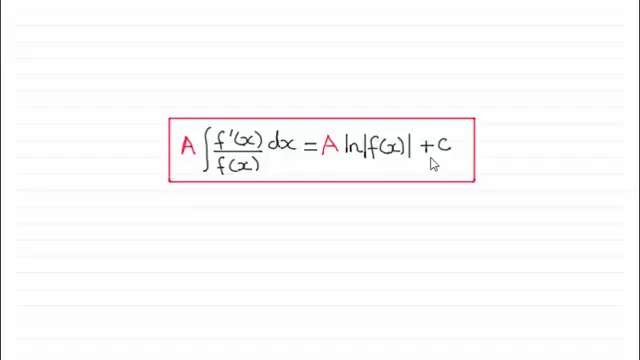 A ∫ f'(x)/f(x) dx = A ln|f(x)| + c